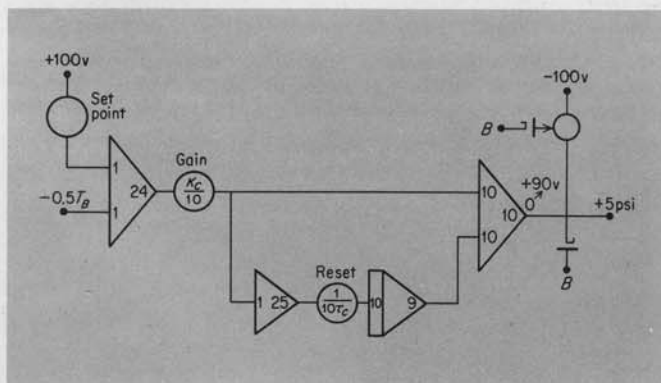 +100v
-100v
Set
point
B
1
24
Gain
K_C
10
10
+90v
-0.5T_B
1
10
0
+5psi
10
Reset
1
1
25
10τ_C
10
9
B